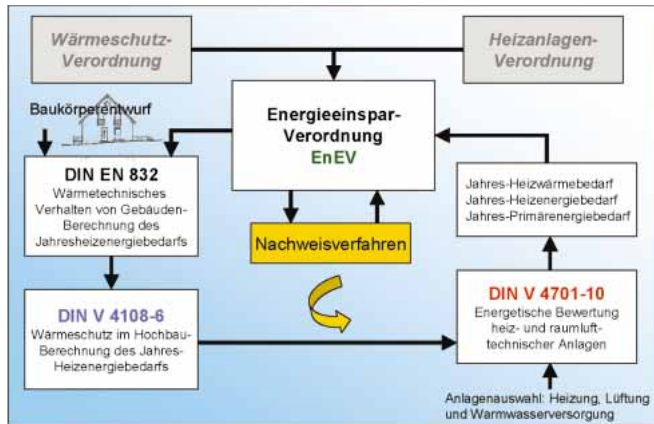 Wärmeschutz-
Verordnung
Heizanlagen-
Verordnung
Baukörperentwurf
Energieeinspar-
Verordnung
EnEV
DIN EN 832
Wärmetechnisches
Verhalten von Gebäuden-
Berechnung des
Jahresheizenergiebedarfs
Jahres-Heizwärmebedarf
Jahres-Heizenergiebedarf
Jahres-Primärenergiebedarf
Nachweisverfahren
DIN V 4108-6
Wärmeschutz im Hochbau-
Berechnung des Jahres-
Heizenergiebedarfs
DIN V 4701-10
Energetische Bewertung
heiz- und raumluft-
technischer Anlagen
Anlagenauswahl: Heizung, Lüftung
und Warmwasserversorgung